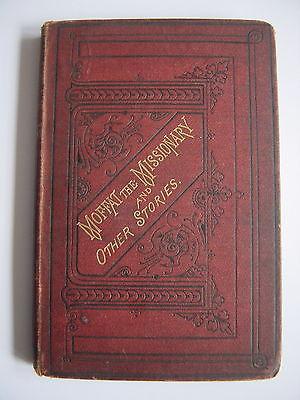 MOFFAT THE MISSIONARY
AND
OTHER STORIES.